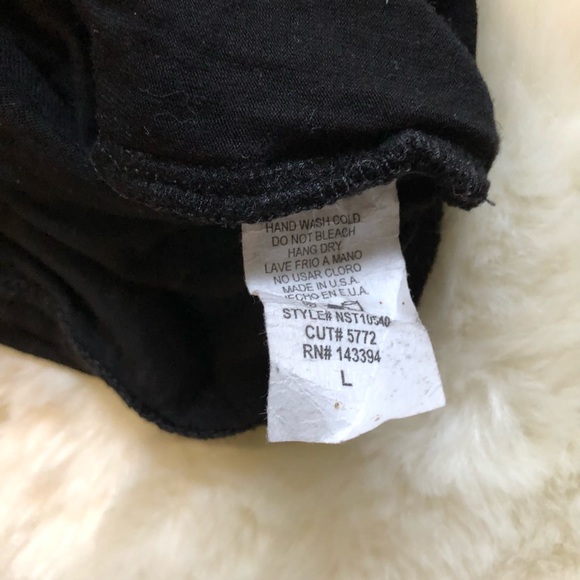 HAND WASH COLD
DO NOT BLEACH
HANG DRY
LAVE FRIO A MANO
NO USAR CLORO
MADE IN U.S.A.
HECHO EN E.U.A.
STYLE# NST10540
CUT# 5772
RN# 143394
L